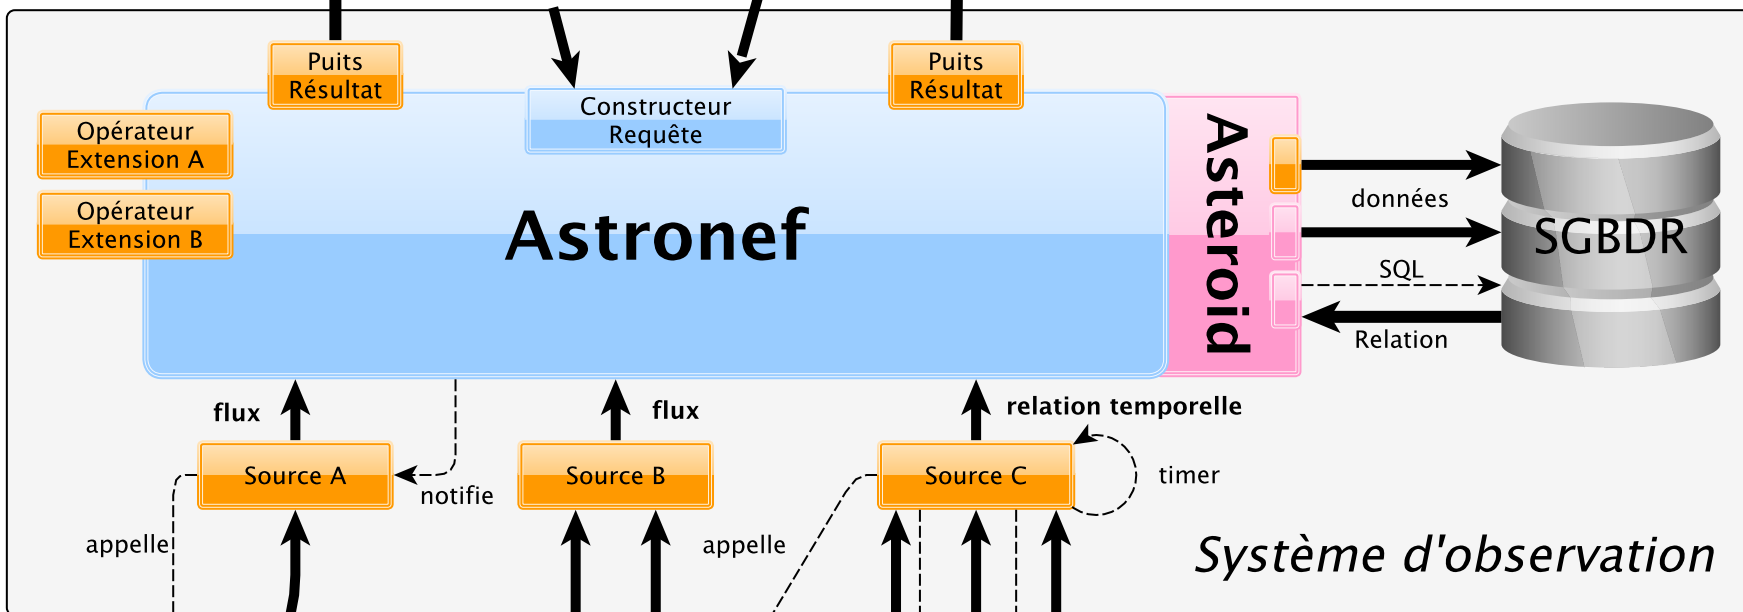 Puits
Résultat
Constructeur
Requête
Puits
Résultat
Opérateur
Extension A
Opérateur
Extension B
Astronef
Asteroid
données
SGBDR
SQL
Relation
flux
flux
relation temporelle
Source A
notifie
Source B
Source C
timer
appelle
appelle
Système d'observation